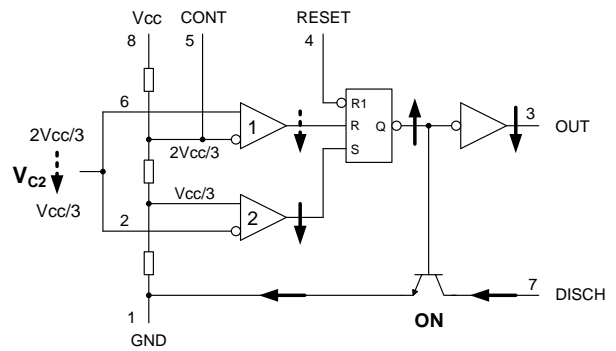 Vcc CONT RESET
8 5 4
6
R1
1 R Q 3 OUT
2Vcc/3 2Vcc/3 S
V_C2
Vcc/3 Vcc/3
2 2
7 DISCH
1 ON
GND